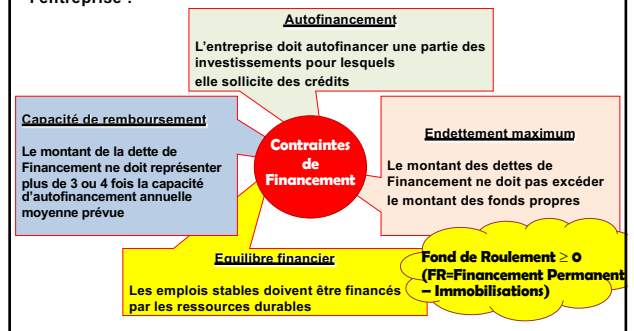 l'entreprise :
Autofinancement
L'entreprise doit autofinancer une partie des
investissements pour lesquels
elle sollicite des crédits
Capacité de remboursement
Le montant de la dette de
Financement ne doit représenter
plus de 3 ou 4 fois la capacité
d'autofinancement annuelle
moyenne prévue
Contraintes
de
Financement
Endettement maximum
Le montant des dettes de
Financement ne doit pas excéder
le montant des fonds propres
Equilibre financier
Les emplois stables doivent être financés
par les ressources durables
Fond de Roulement ≥ 0
(FR=Financement Permanent
– Immobilisations)